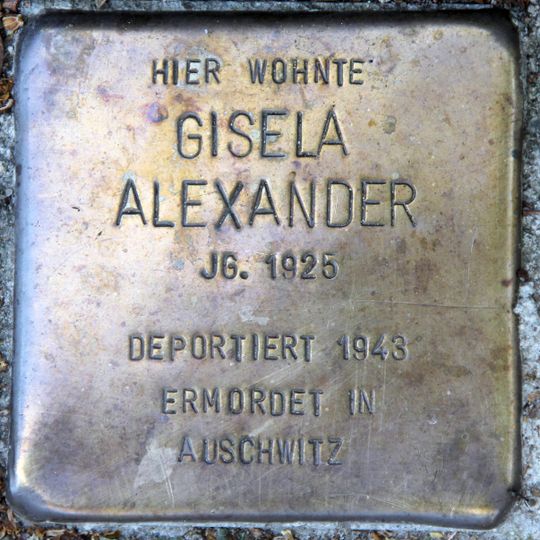 HIER WOHNTE
GISELA
ALEXANDER
JG. 1925
DEPORTIERT 1943
ERMORDET IN
AUSCHWITZ